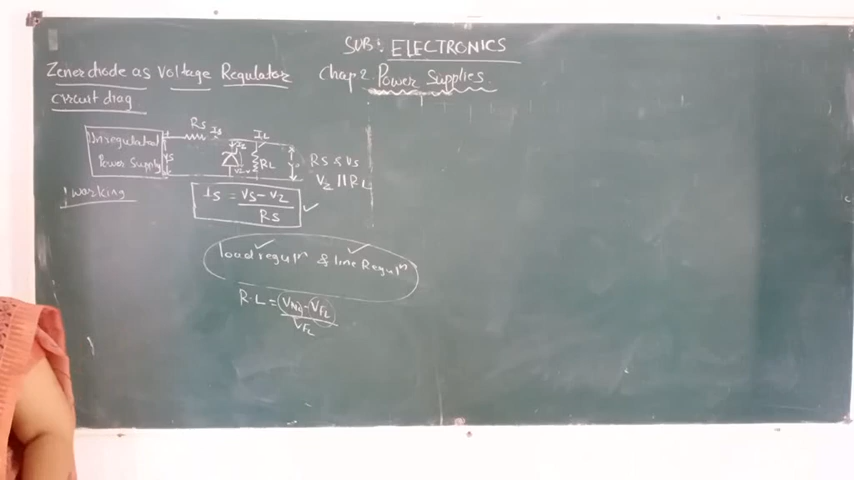 SUB: ELECTRONICS
Zener diode as Voltage Regulator
Chap 2 Power Supplies
circuit diag
Rs Is IL
Unregulated
Power Supply
Vs
RL
Rs & Vs
Vz || RL
working
Is = Vs - Vz
Rs
load regulⁿ & line Regulⁿ
R.L = VNL - VFL
VFL